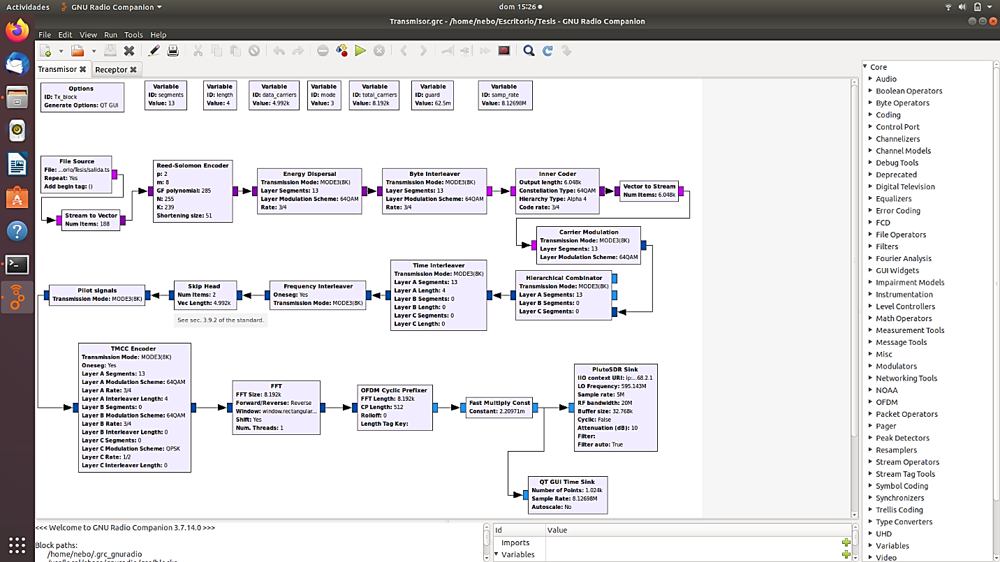 Actividades
GNU Radio Companion
dom 15:26
Transmisor.grc - /home/nebo/Escritorio/Tesis - GNU Radio Companion
File Edit View Run Tools Help
Transmisor
Receptor
Options
ID: Tx_block
Generate Options: QT GUI
Variable
ID: segments
Value: 13
Variable
ID: length
Value: 4
Variable
ID: data_carriers
Value: 4.992k
Variable
ID: mode
Value: 3
Variable
ID: total_carriers
Value: 8.192k
Variable
ID: guard
Value: 62.5m
Variable
ID: samp_rate
Value: 8.12698M
File Source
File: ...orio/Tesis/salida.ts
Repeat: Yes
Add begin tag: ()
Stream to Vector
Num Items: 188
Reed-Solomon Encoder
p: 2
m: 8
GF polynomial: 285
N: 255
K: 239
Shortening size: 51
Energy Dispersal
Transmission Mode: MODE3(8K)
Layer Segments: 13
Layer Modulation Scheme: 64QAM
Rate: 3/4
Byte Interleaver
Transmission Mode: MODE3(8K)
Layer Segments: 13
Layer Modulation Scheme: 64QAM
Rate: 3/4
Inner Coder
Output length: 6.048k
Constellation Type: 64QAM
Hierarchy Type: Alpha 4
Code rate: 3/4
Vector to Stream
Num Items: 6.048k
Carrier Modulation
Transmission Mode: MODE3(8K)
Layer Segments: 13
Layer Modulation Scheme: 64QAM
Hierarchical Combinator
Transmission Mode: MODE3(8K)
Layer A Segments: 13
Layer B Segments: 0
Layer C Segments: 0
Time Interleaver
Transmission Mode: MODE3(8K)
Layer A Segments: 13
Layer A Length: 4
Layer B Segments: 0
Layer B Length: 0
Layer C Segments: 0
Layer C Length: 0
Frequency Interleaver
Oneseg: Yes
Transmission Mode: MODE3(8K)
Skip Head
Num Items: 2
Vec Length: 4.992k
See sec. 3.9.2 of the standard.
Pilot signals
Transmission Mode: MODE3(8K)
TMCC Encoder
Transmission Mode: MODE3(8K)
Oneseg: Yes
Layer A Segments: 13
Layer A Modulation Scheme: 64QAM
Layer A Rate: 3/4
Layer A Interleaver Length: 4
Layer B Segments: 0
Layer B Modulation Scheme: 64QAM
Layer B Rate: 3/4
Layer B Interleaver Length: 0
Layer C Segments: 0
Layer C Modulation Scheme: QPSK
Layer C Rate: 1/2
Layer C Interleaver Length: 0
FFT
FFT Size: 8.192k
Forward/Reverse: Reverse
Window: window.rectangular...
Shift: Yes
Num. Threads: 1
OFDM Cyclic Prefixer
FFT Length: 8.192k
CP Length: 512
Rolloff: 0
Length Tag Key:
Fast Multiply Const
Constant: 2.20971m
PlutoSDR Sink
IIO context URI: ip:...68.2.1
LO Frequency: 595.143M
Sample rate: 5M
RF bandwidth: 20M
Buffer size: 32.768k
Cyclic: False
Attenuation (dB): 10
Filter:
Filter auto: True
QT GUI Time Sink
Number of Points: 1.024k
Sample Rate: 8.12698M
Autoscale: No
Core
Audio
Boolean Operators
Byte Operators
Coding
Control Port
Channelizers
Channel Models
Debug Tools
Deprecated
Digital Television
Equalizers
Error Coding
FCD
File Operators
Filters
Fourier Analysis
GUI Widgets
Impairment Models
Instrumentation
Level Controllers
Math Operators
Measurement Tools
Message Tools
Misc
Modulators
Networking Tools
NOAA
OFDM
Packet Operators
Pager
Peak Detectors
Resamplers
Stream Operators
Stream Tag Tools
Symbol Coding
Synchronizers
Trellis Coding
Type Converters
UHD
Variables
Video
<<< Welcome to GNU Radio Companion 3.7.14.0 >>>
Block paths:
/home/nebo/.grc_gnuradio
Id Value
Imports
Variables